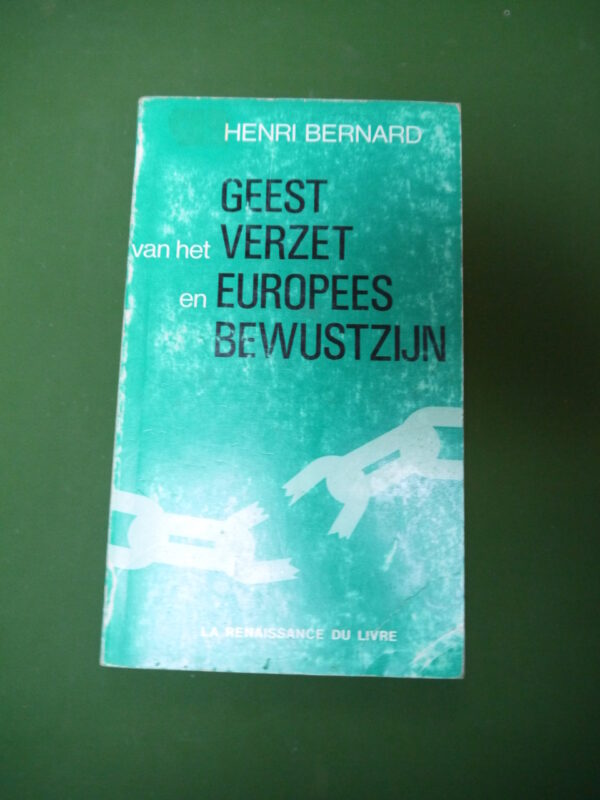 HENRI BERNARD
GEEST
van het VERZET
en EUROPEES
BEWUSTZIJN
LA RENAISSANCE DU LIVRE